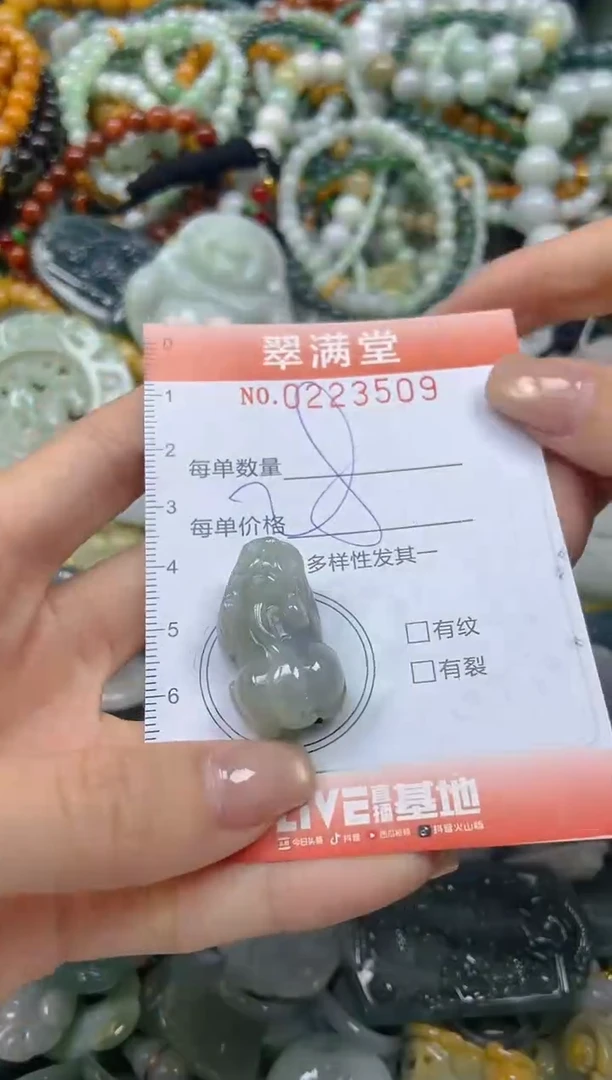 0
翠满堂
1
NO.0223509
2
每单数量
3
每单价格
28
4
多样性发其一
5
□有纹
□有裂
6
LIVE直播基地
今日头条 抖音 西瓜视频 抖音火山版